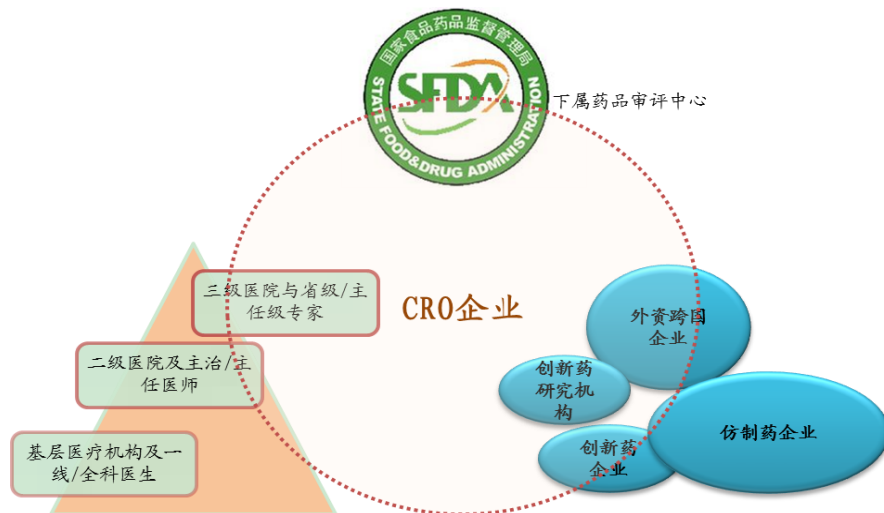 国家食品药品监督管理局
SFDA
STATE FOOD&DRUG ADMINISTRATION
下属药品审评中心
三级医院与省级/主
任级专家
CRO企业
外资跨国
企业
二级医院及主治/主
任医师
创新药
研究机
构
仿制药企业
基层医疗机构及一
线/全科医生
创新药
企业